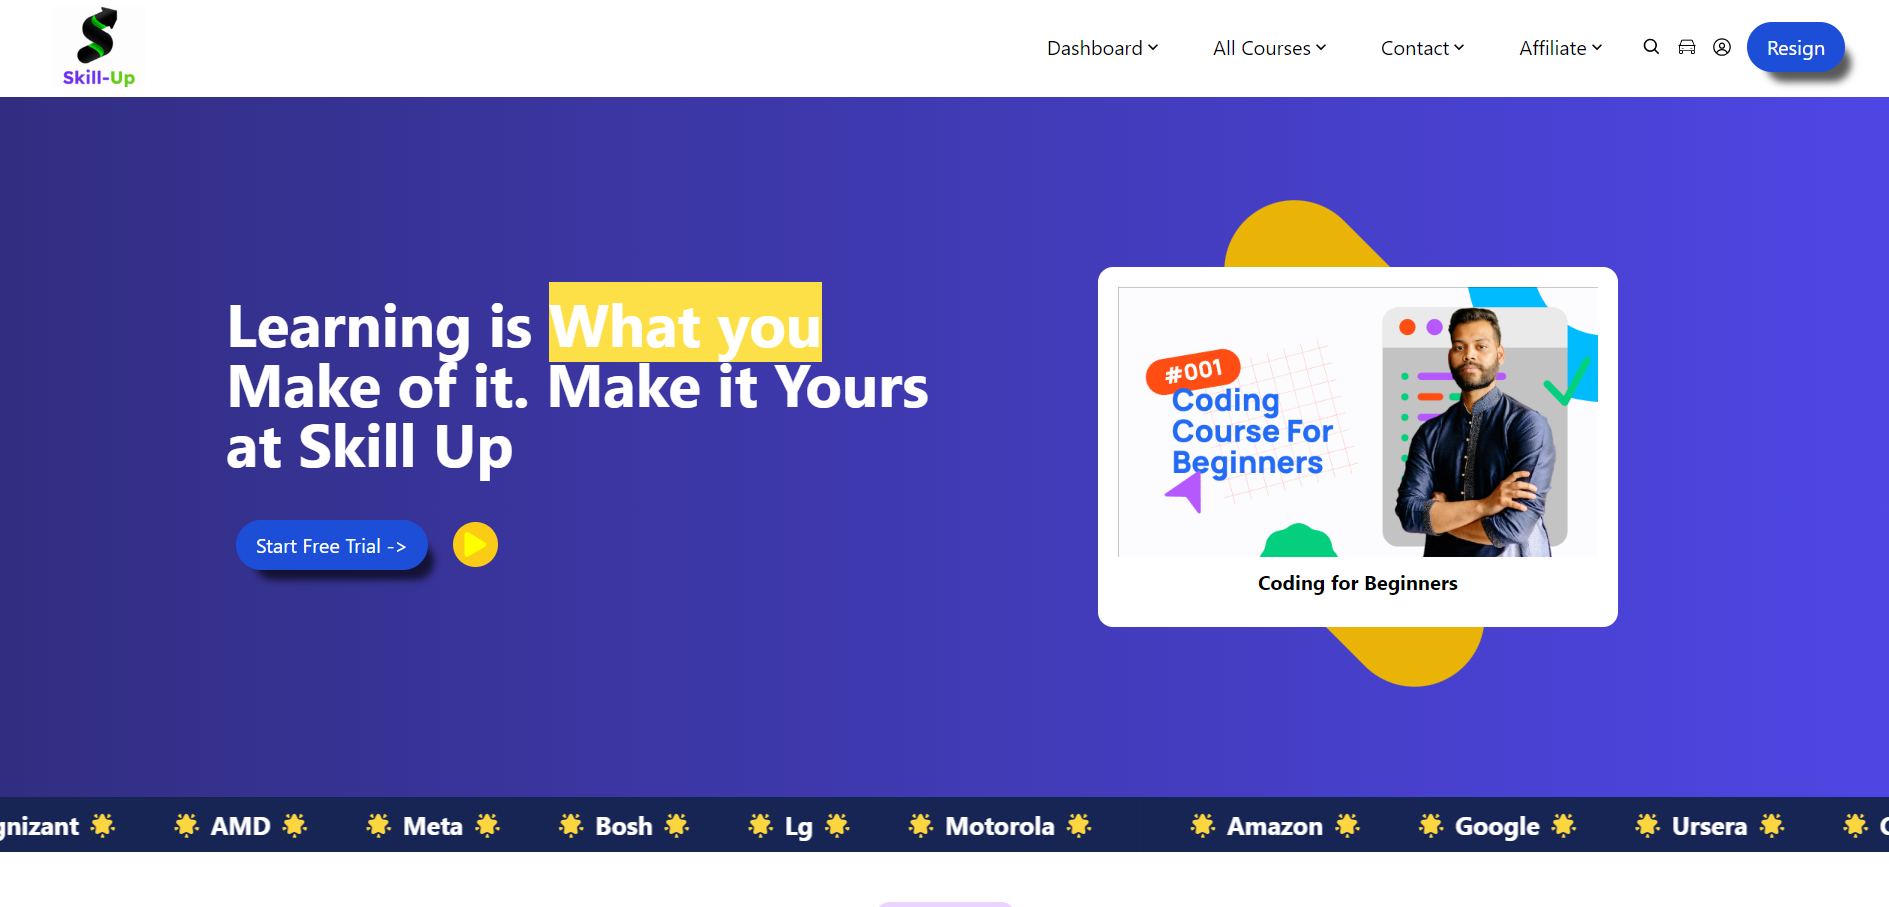 Skill-Up
Dashboard
All Courses
Contact
Affiliate
Resign
Learning is What you
Make of it. Make it Yours
at Skill Up
Start Free Trial ->
#001
Coding
Course For
Beginners
Coding for Beginners
gnizant 🌟 🌟 AMD 🌟 🌟 Meta 🌟 🌟 Bosh 🌟 🌟 Lg 🌟 🌟 Motorola 🌟 🌟 Amazon 🌟 🌟 Google 🌟 🌟 Ursera 🌟 🌟